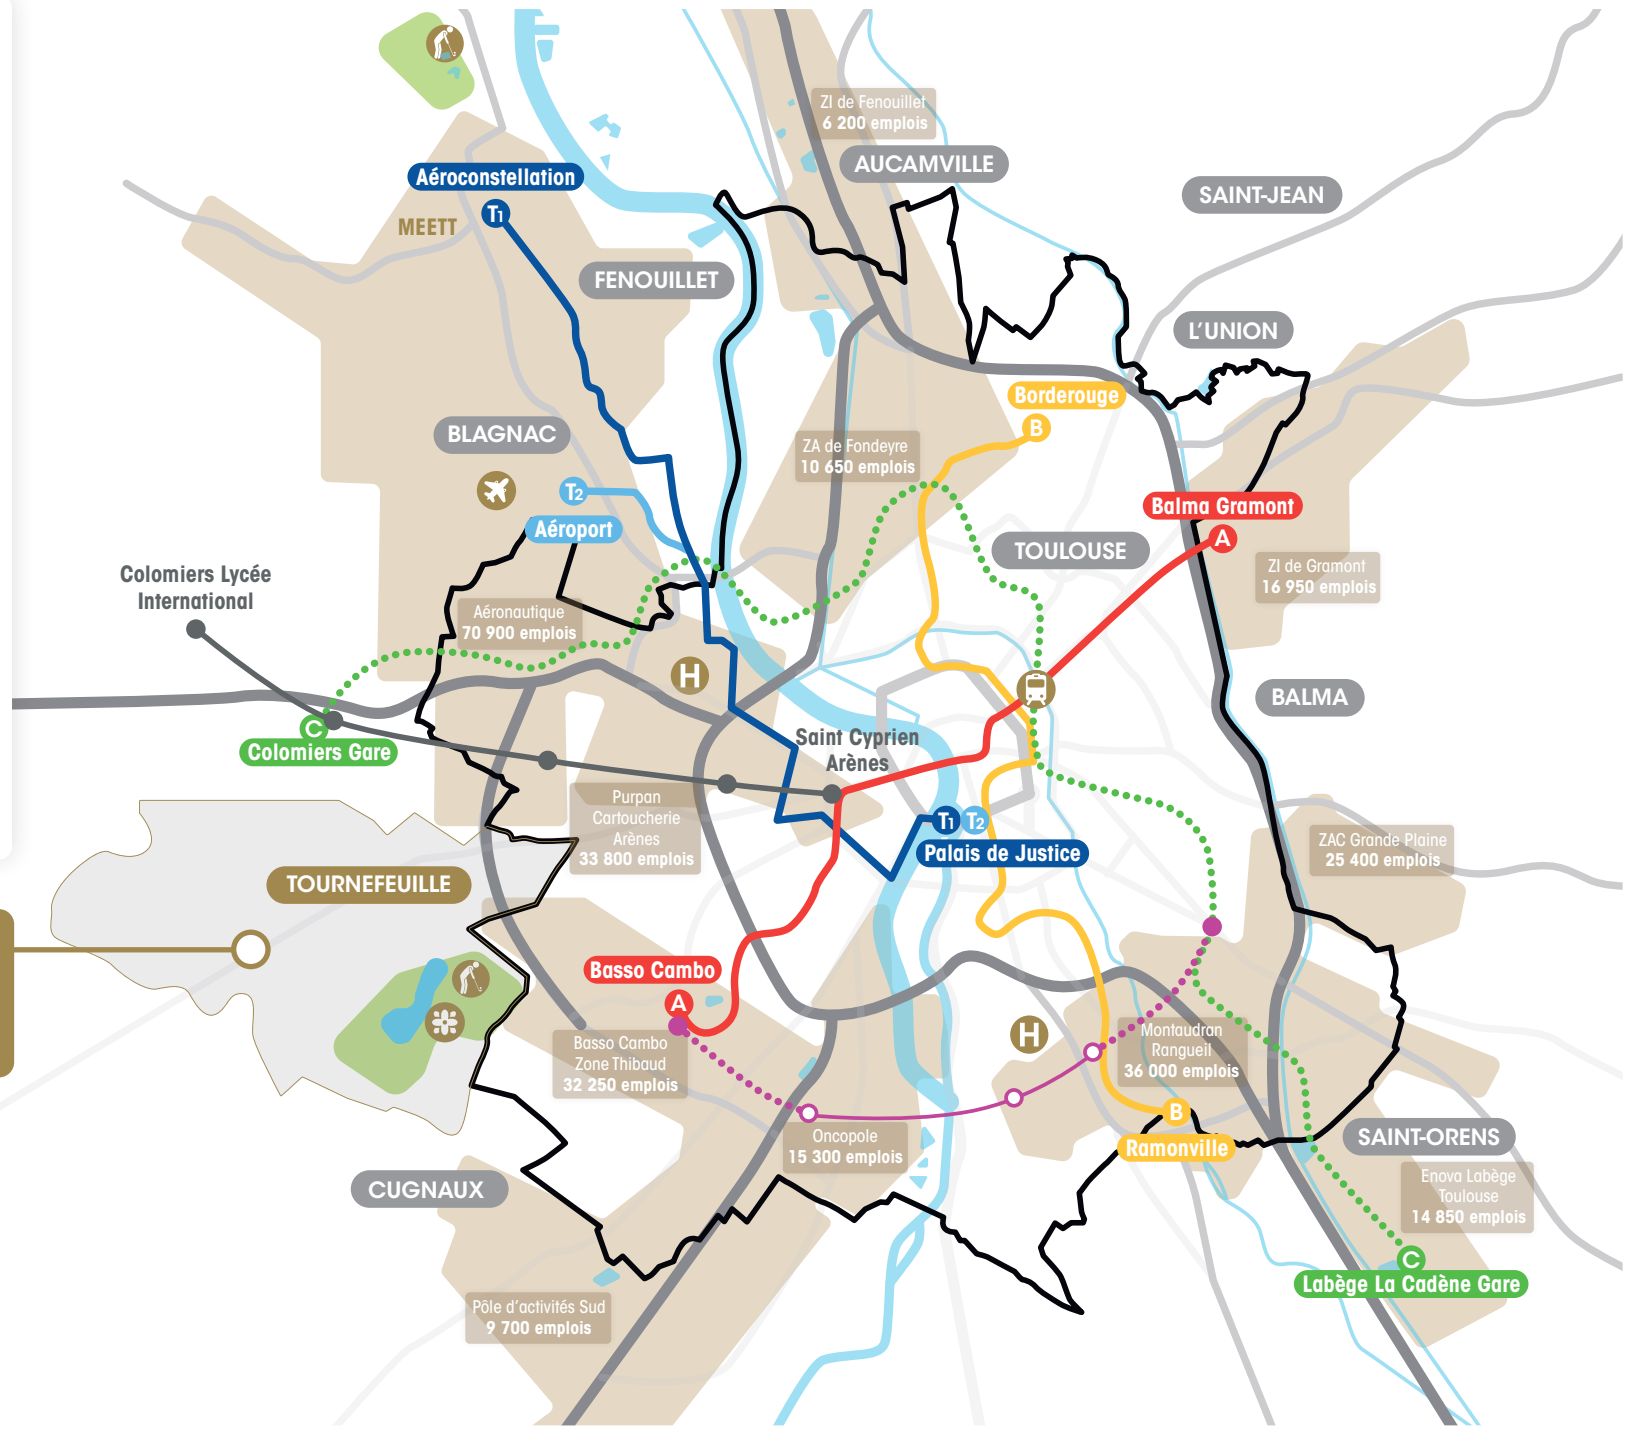 ZI de Fenouillet
6 200 emplois
AUCAMVILLE
Aéroconstellation
T1
MEETT
SAINT-JEAN
FENOUILLET
L'UNION
Borderouge
B
BLAGNAC
ZA de Fondeyre
10 650 emplois
T2
Aéroport
Balma Gramont
A
TOULOUSE
ZI de Gramont
16 950 emplois
Colomiers Lycée
International
Aéronautique
70 900 emplois
H
BALMA
C
Colomiers Gare
Saint Cyprien
Arènes
Purpan
Cartoucherie
Arènes
33 800 emplois
T1
T2
Palais de Justice
ZAC Grande Plaine
25 400 emplois
TOURNEFEUILLE
Basso Cambo
A
Basso Cambo
Zone Thibaud
32 250 emplois
H
Montaudran
Rangueil
36 000 emplois
B
Ramonville
Oncopole
15 300 emplois
SAINT-ORENS
CUGNAUX
Enova Labège
Toulouse
14 850 emplois
C
Labège La Cadène Gare
Pôle d'activités Sud
9 700 emplois